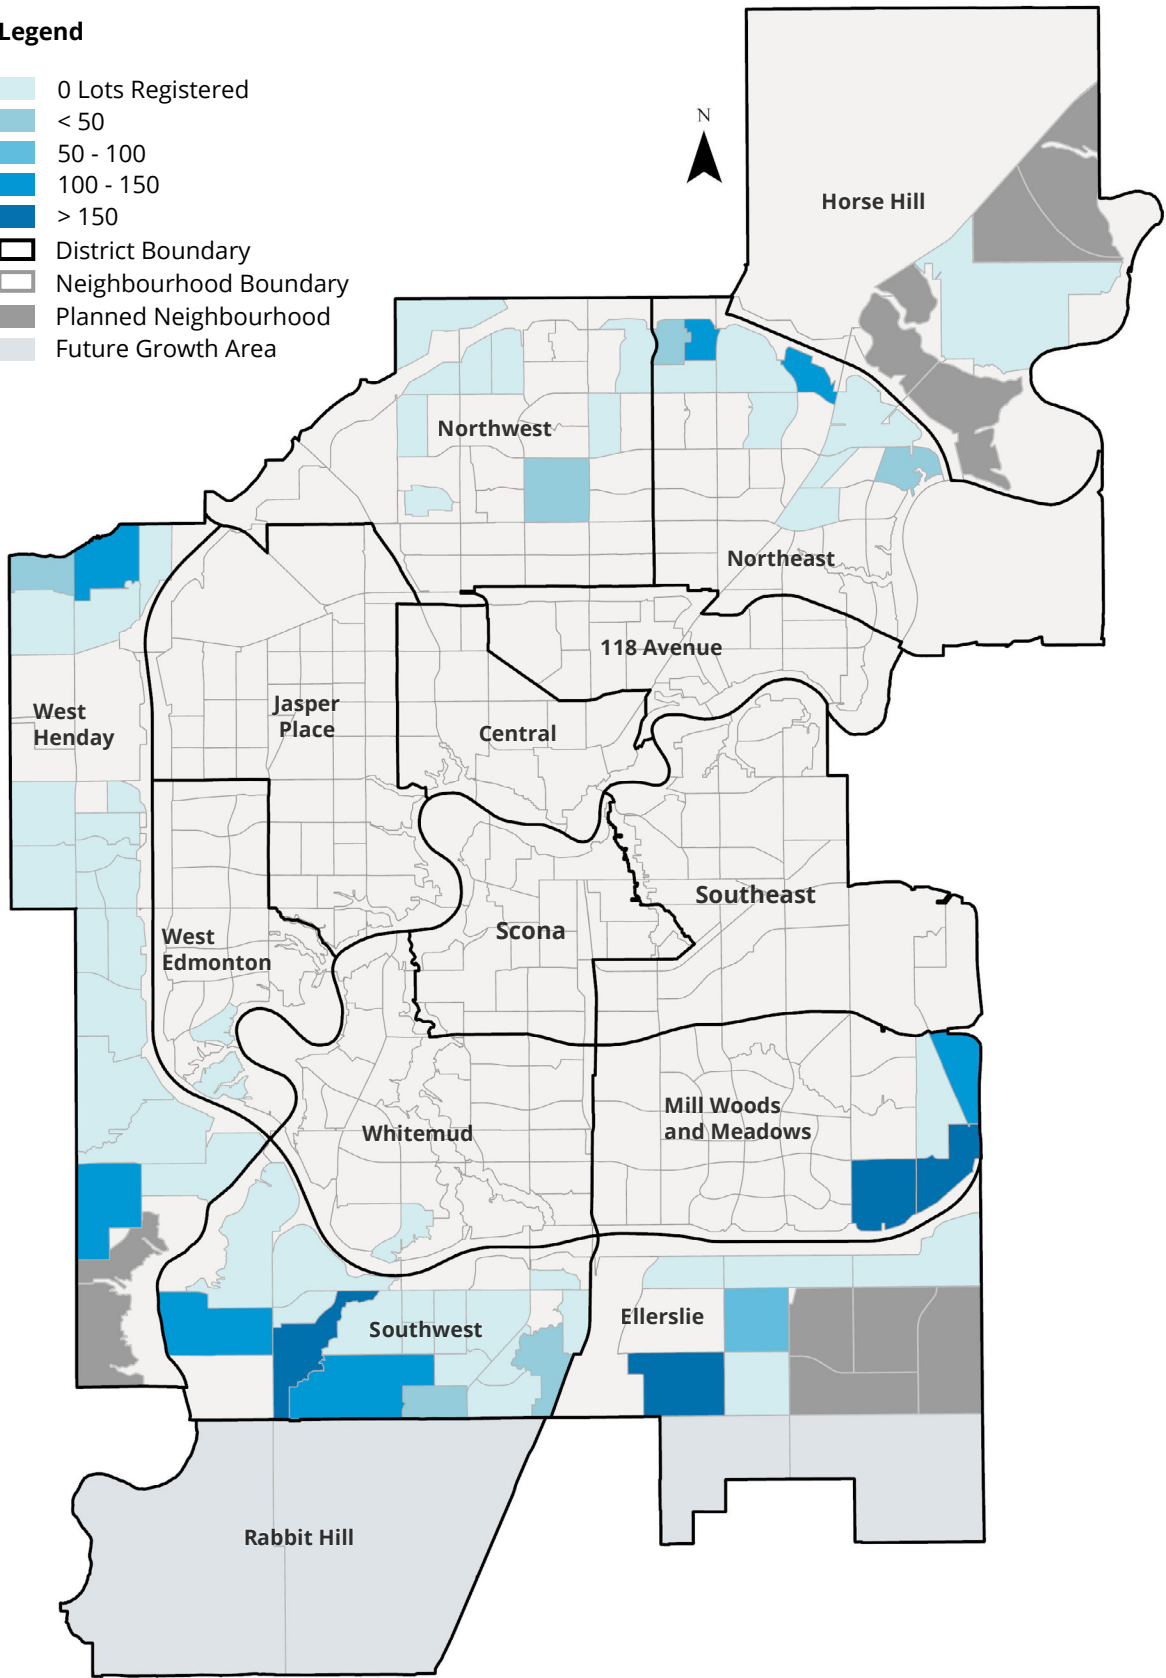 Legend
0 Lots Registered
< 50
50 - 100
100 - 150
> 150
District Boundary
Neighbourhood Boundary
Planned Neighbourhood
Future Growth Area
N
Horse Hill
Northwest
Northeast
118 Avenue
West
Henday
Jasper
Place
Central
Southeast
Scona
West
Edmonton
Mill Woods
and Meadows
Whitemud
Ellerslie
Southwest
Rabbit Hill